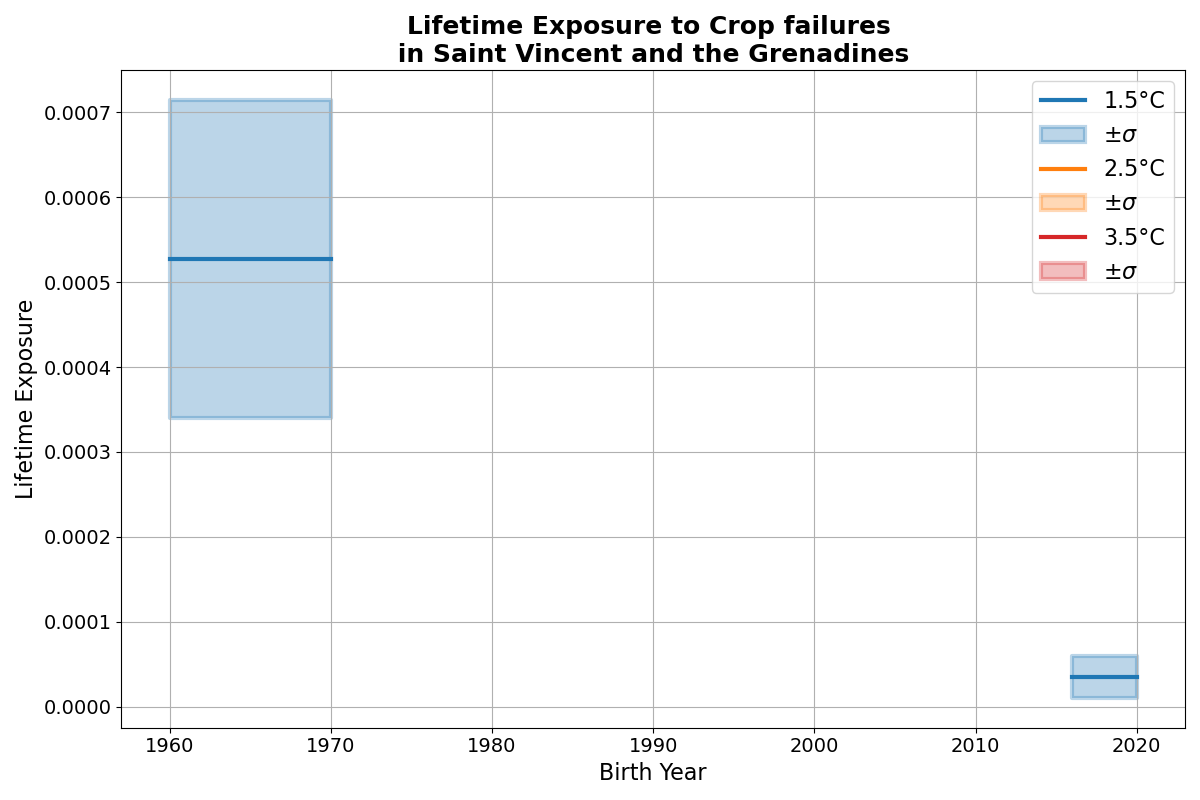 Lifetime Exposure to Crop failures
in Saint Vincent and the Grenadines
1.5°C
±σ
2.5°C
±σ
3.5°C
±σ
Lifetime Exposure
0.0007
0.0006
0.0005
0.0004
0.0003
0.0002
0.0001
0.0000
1960 1970 1980 1990 2000 2010 2020
Birth Year